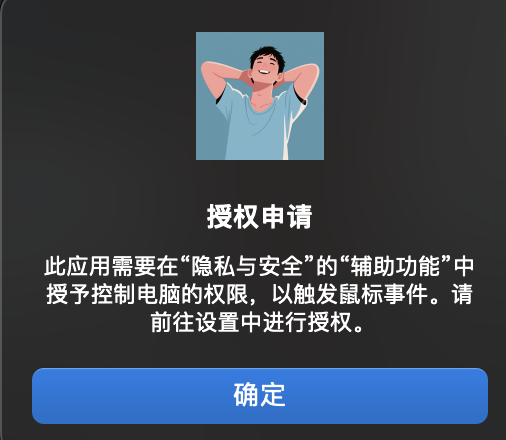 授权申请
此应用需要在“隐私与安全”的“辅助功能”中
授予控制电脑的权限，以触发鼠标事件。请
前往设置中进行授权。
确定